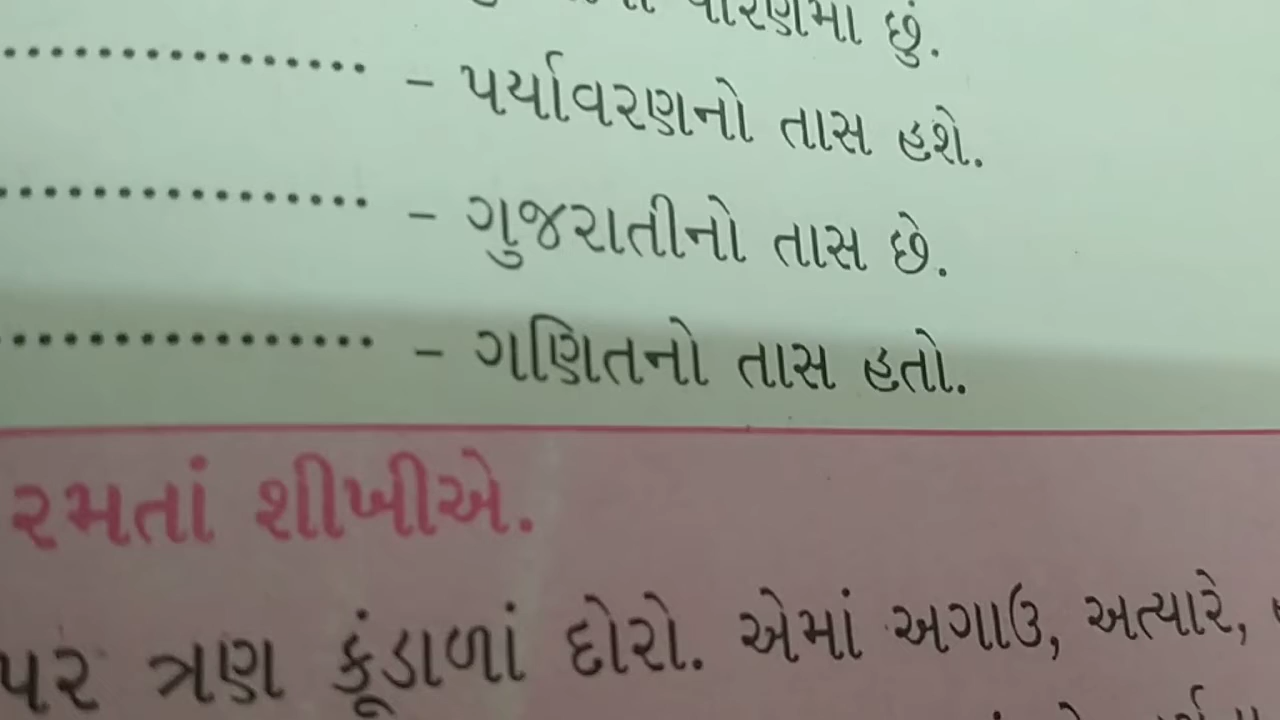 છું.
................ - પર્યાવરણનો તાસ હશે.
................ - ગુજરાતીનો તાસ છે.
................ - ગણિતનો તાસ હતો.
રમતાં શીખીએ.
પર ત્રણ કૂંડાળાં દોરો. એમાં અગાઉ, અત્યારે,